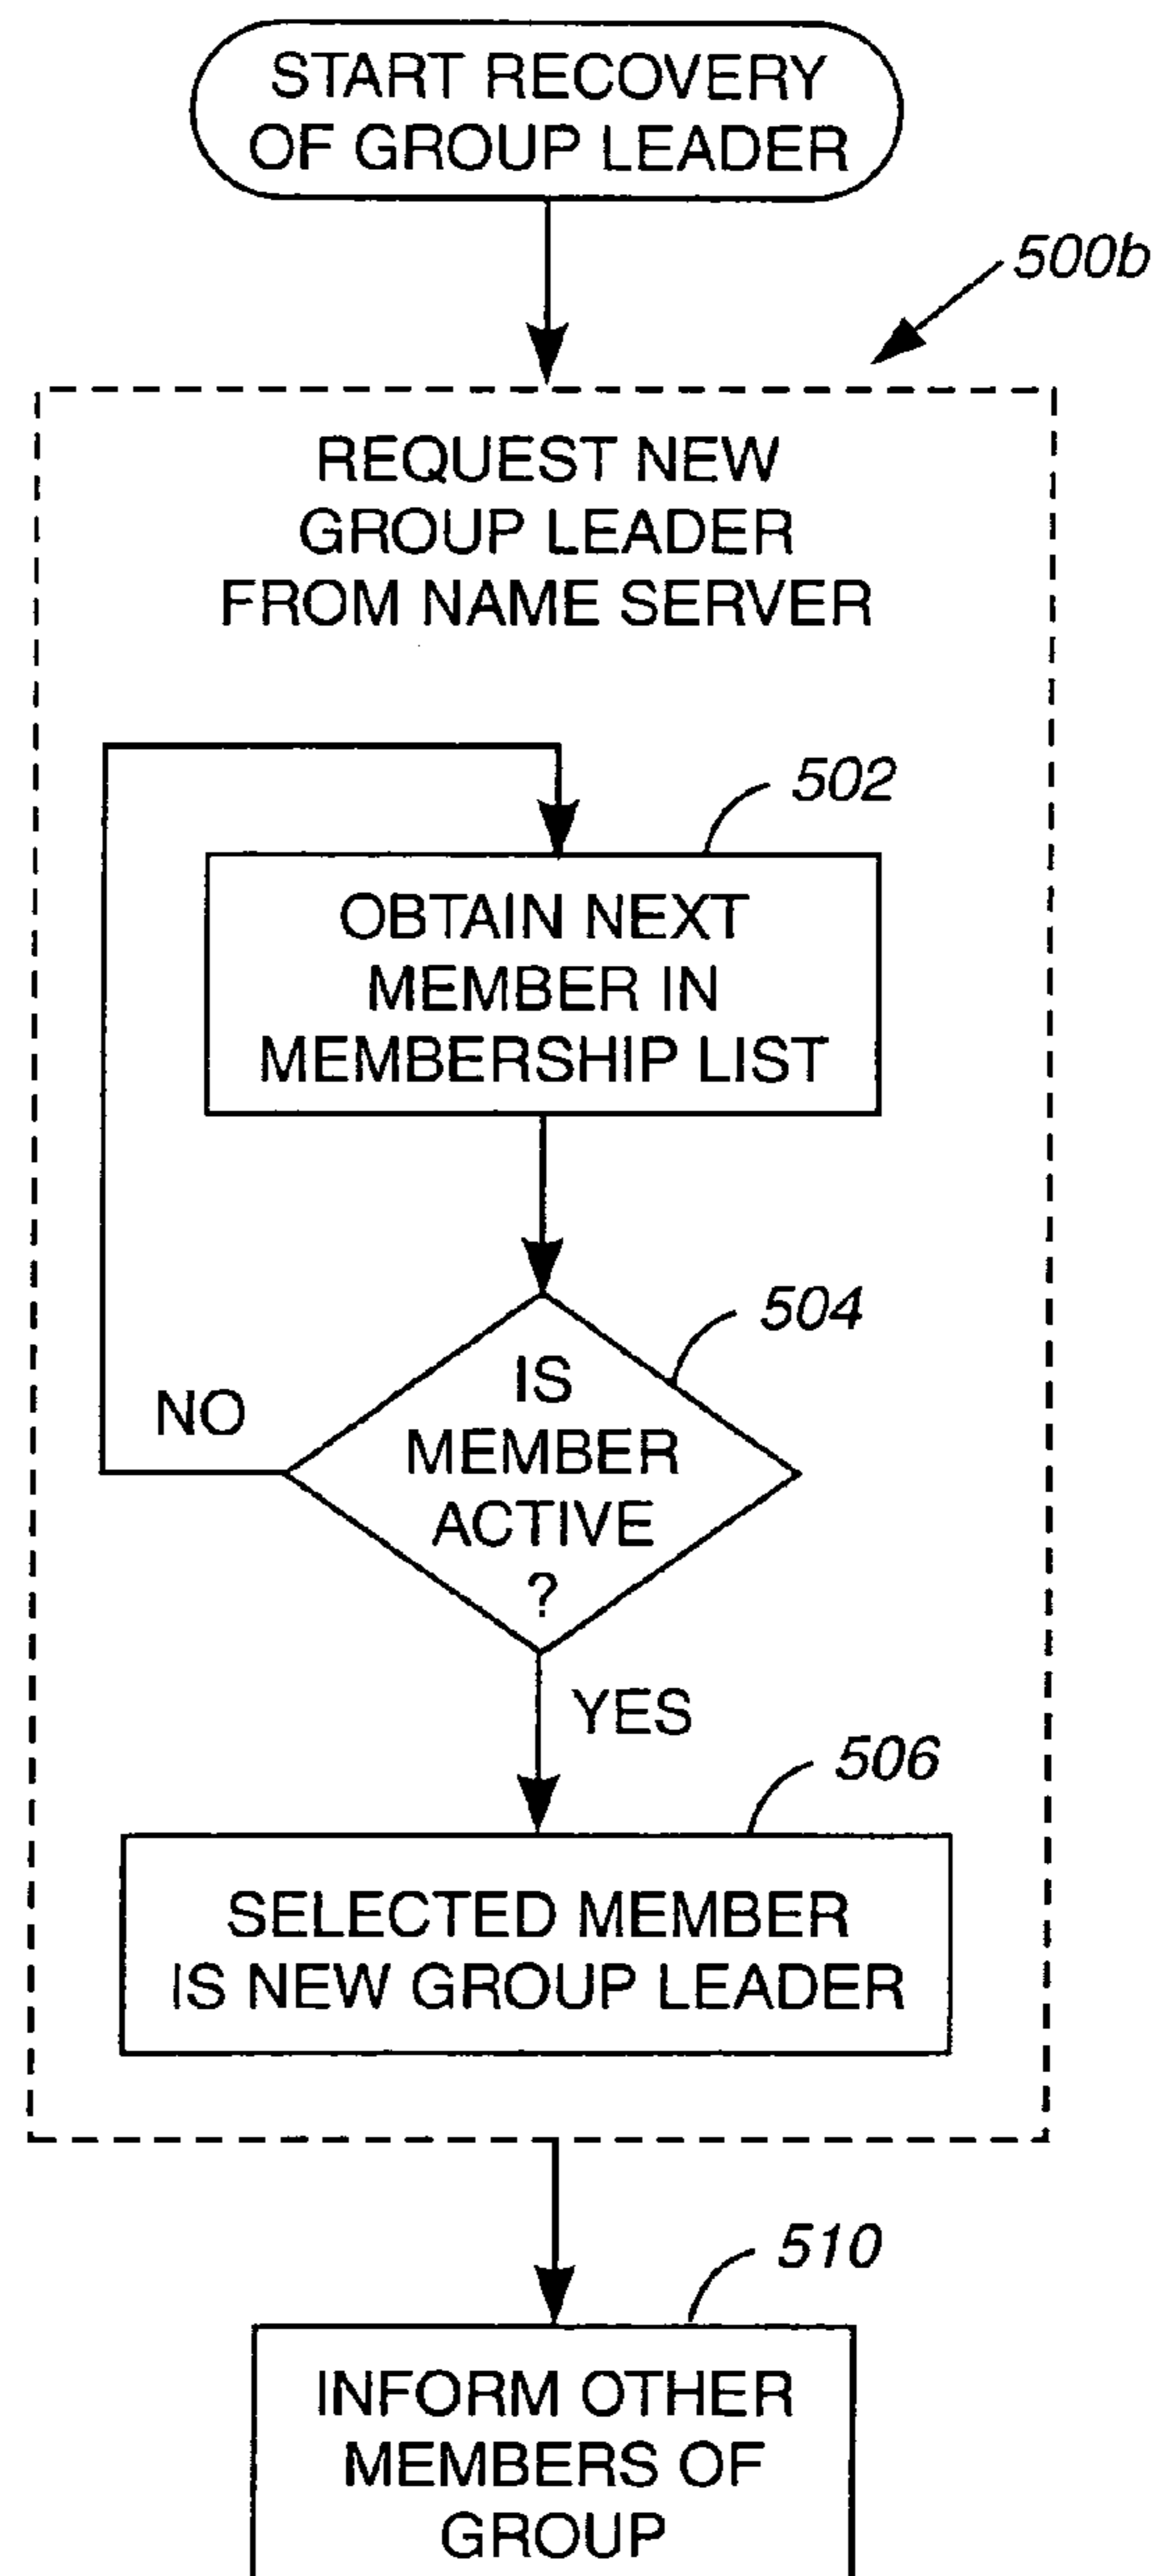 START RECOVERY
OF GROUP LEADER
500b
REQUEST NEW
GROUP LEADER
FROM NAME SERVER
502
OBTAIN NEXT
MEMBER IN
MEMBERSHIP LIST
504
IS
MEMBER
ACTIVE
?
NO
YES
506
SELECTED MEMBER
IS NEW GROUP LEADER
510
INFORM OTHER
MEMBERS OF
GROUP